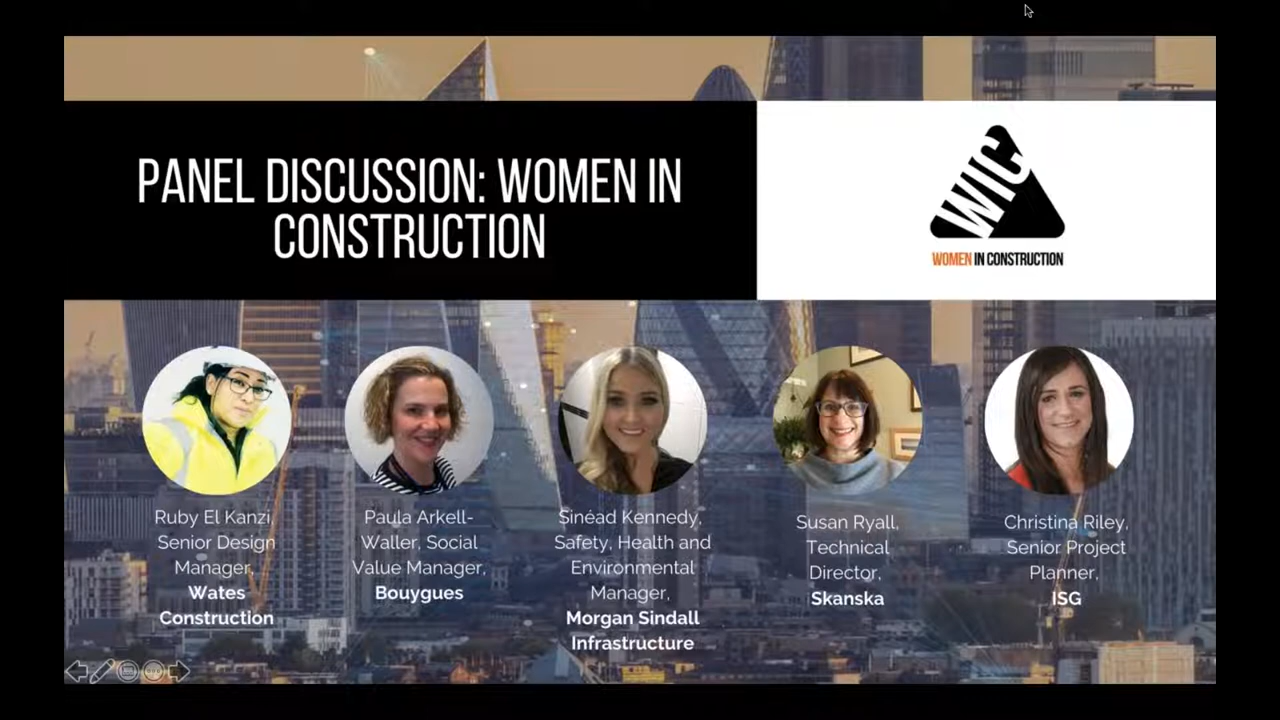 PANEL DISCUSSION: WOMEN IN
CONSTRUCTION
WIC
WOMEN IN CONSTRUCTION
Ruby El Kanzi,
Senior Design
Manager,
Wates
Construction
Paula Arkell-
Waller, Social
Value Manager,
Bouygues
Sinéad Kennedy,
Safety, Health and
Environmental
Manager,
Morgan Sindall
Infrastructure
Susan Ryall,
Technical
Director,
Skanska
Christina Riley,
Senior Project
Planner,
ISG